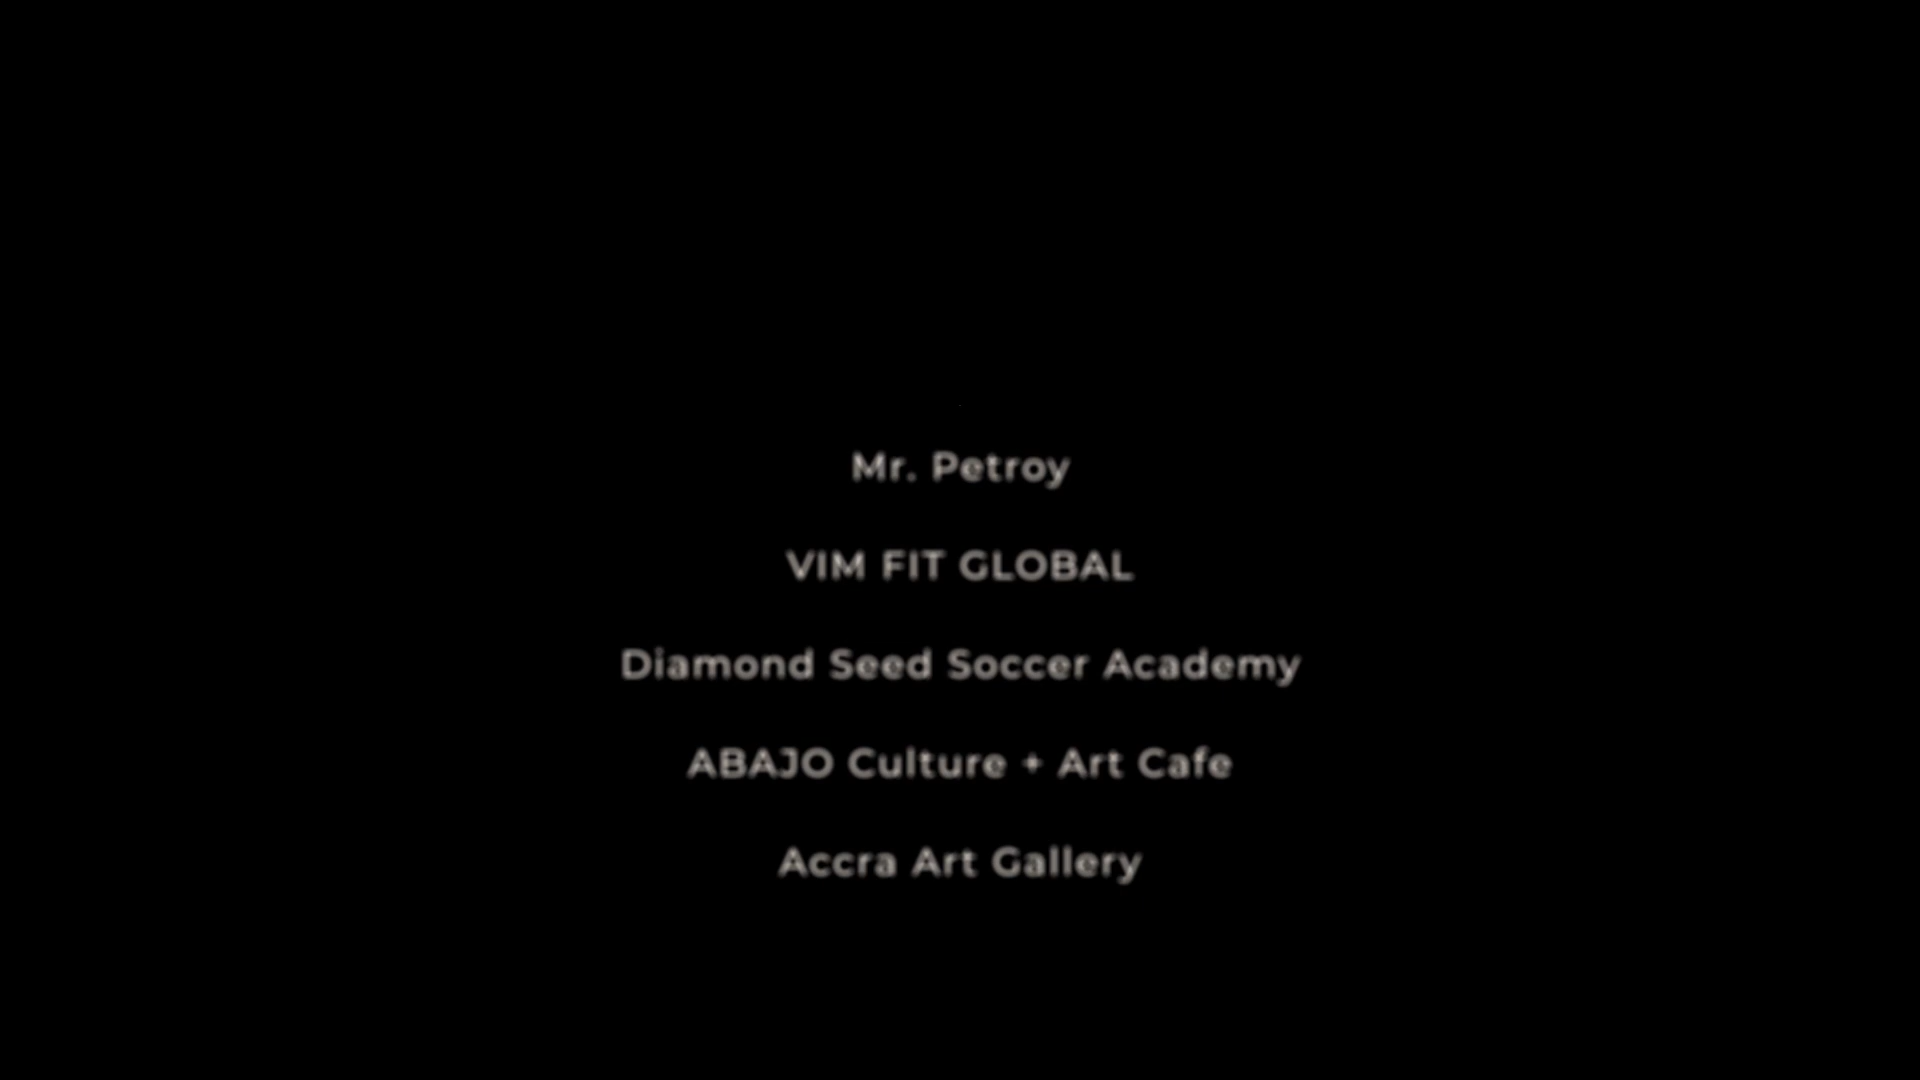 Mr. Petroy
VIM FIT GLOBAL
Diamond Seed Soccer Academy
ABAJO Culture + Art Cafe
Accra Art Gallery